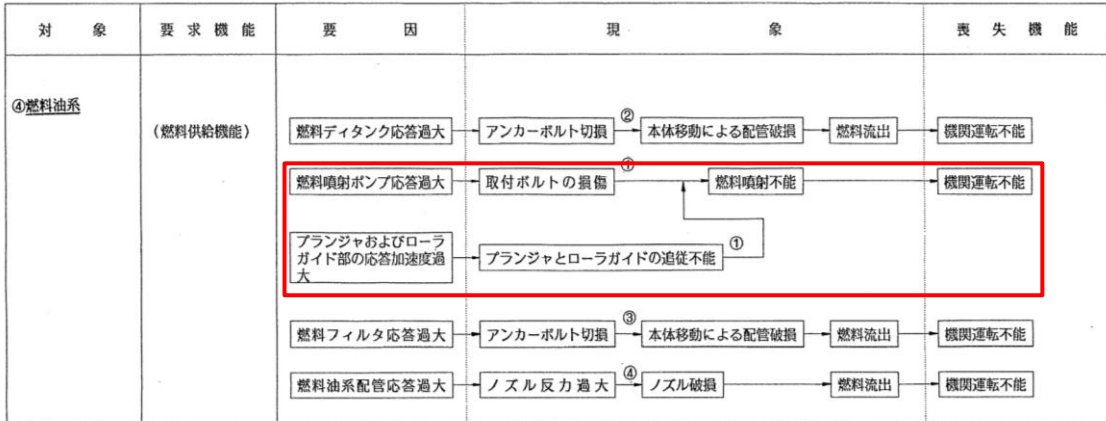 対象 要求機能 要因 現象 喪失機能
④燃料油系
(燃料供給機能)
燃料ディタンク応答過大 アンカーボルト切損 ② 本体移動による配管破損 燃料流出 機関運転不能
燃料噴射ポンプ応答過大 取付ボルトの損傷 ① 燃料噴射不能 機関運転不能
プランジャおよびローラ
ガイド部の応答加速度過
大
プランジャとローラガイドの追従不能 ①
燃料フィルタ応答過大 アンカーボルト切損 ③ 本体移動による配管破損 燃料流出 機関運転不能
燃料油系配管応答過大 ノズル反力過大 ④ ノズル破損 燃料流出 機関運転不能